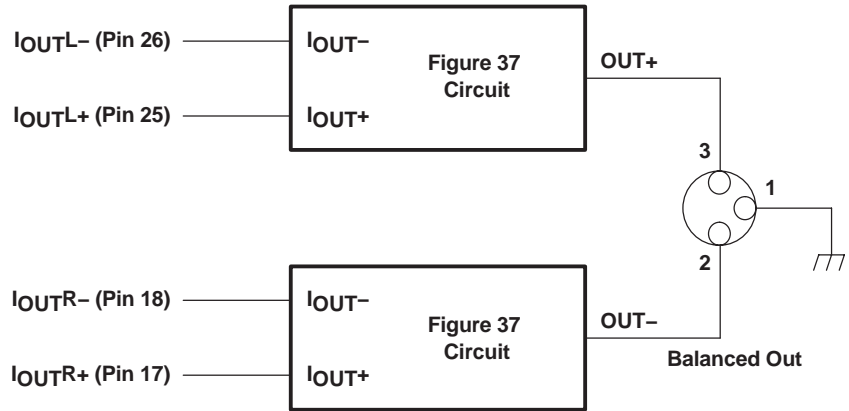 IOUTL– (Pin 26)
IOUT–
Figure 37
Circuit
OUT+
IOUTL+ (Pin 25)
IOUT+
3
1
2
IOUTR– (Pin 18)
IOUT–
Figure 37
Circuit
OUT–
Balanced Out
IOUTR+ (Pin 17)
IOUT+